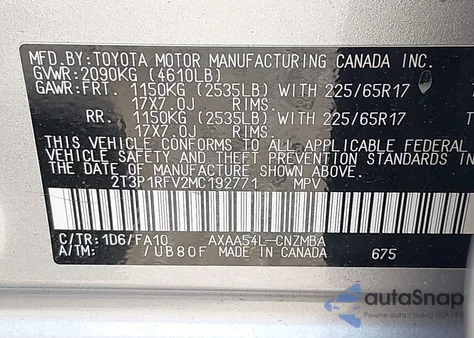 MFD.BY:TOYOTA MOTOR MANUFACTURING CANADA INC.
GVWR:2090KG (4610LB)
GAWR:FRT. 1150KG (2535LB) WITH 225/65R17
17X7.0J RIMS.
RR. 1150KG (2535LB) WITH 225/65R17
17X7.0J RIMS.
THIS VEHICLE CONFORMS TO ALL APPLICABLE
SAFETY AND THEFT PREVENTION STANDARDS IN
THE DATE OF MANUFACTURE SHOWN ABOVE.
2T3P1RFV2MC192771 MPV
C/TR:1D6/FA10 AXAA54L-CNZMBA
A/TM: /UB80F MADE IN CANADA 675
autoSnap